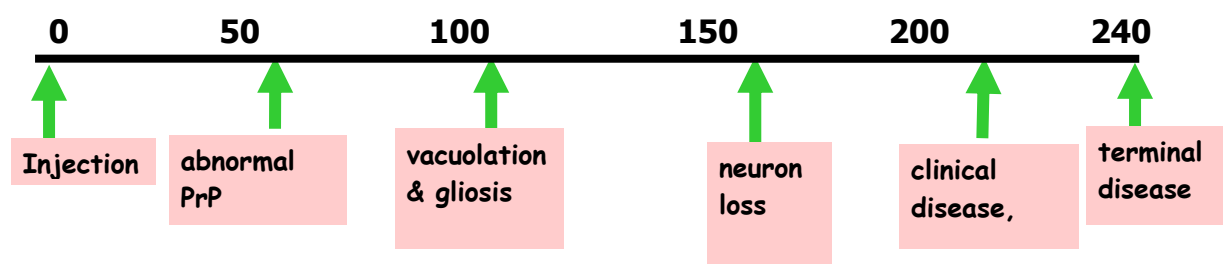 0 50 100 150 200 240
Injection
abnormal
PrP
vacuolation
& gliosis
neuron
loss
clinical
disease,
terminal
disease